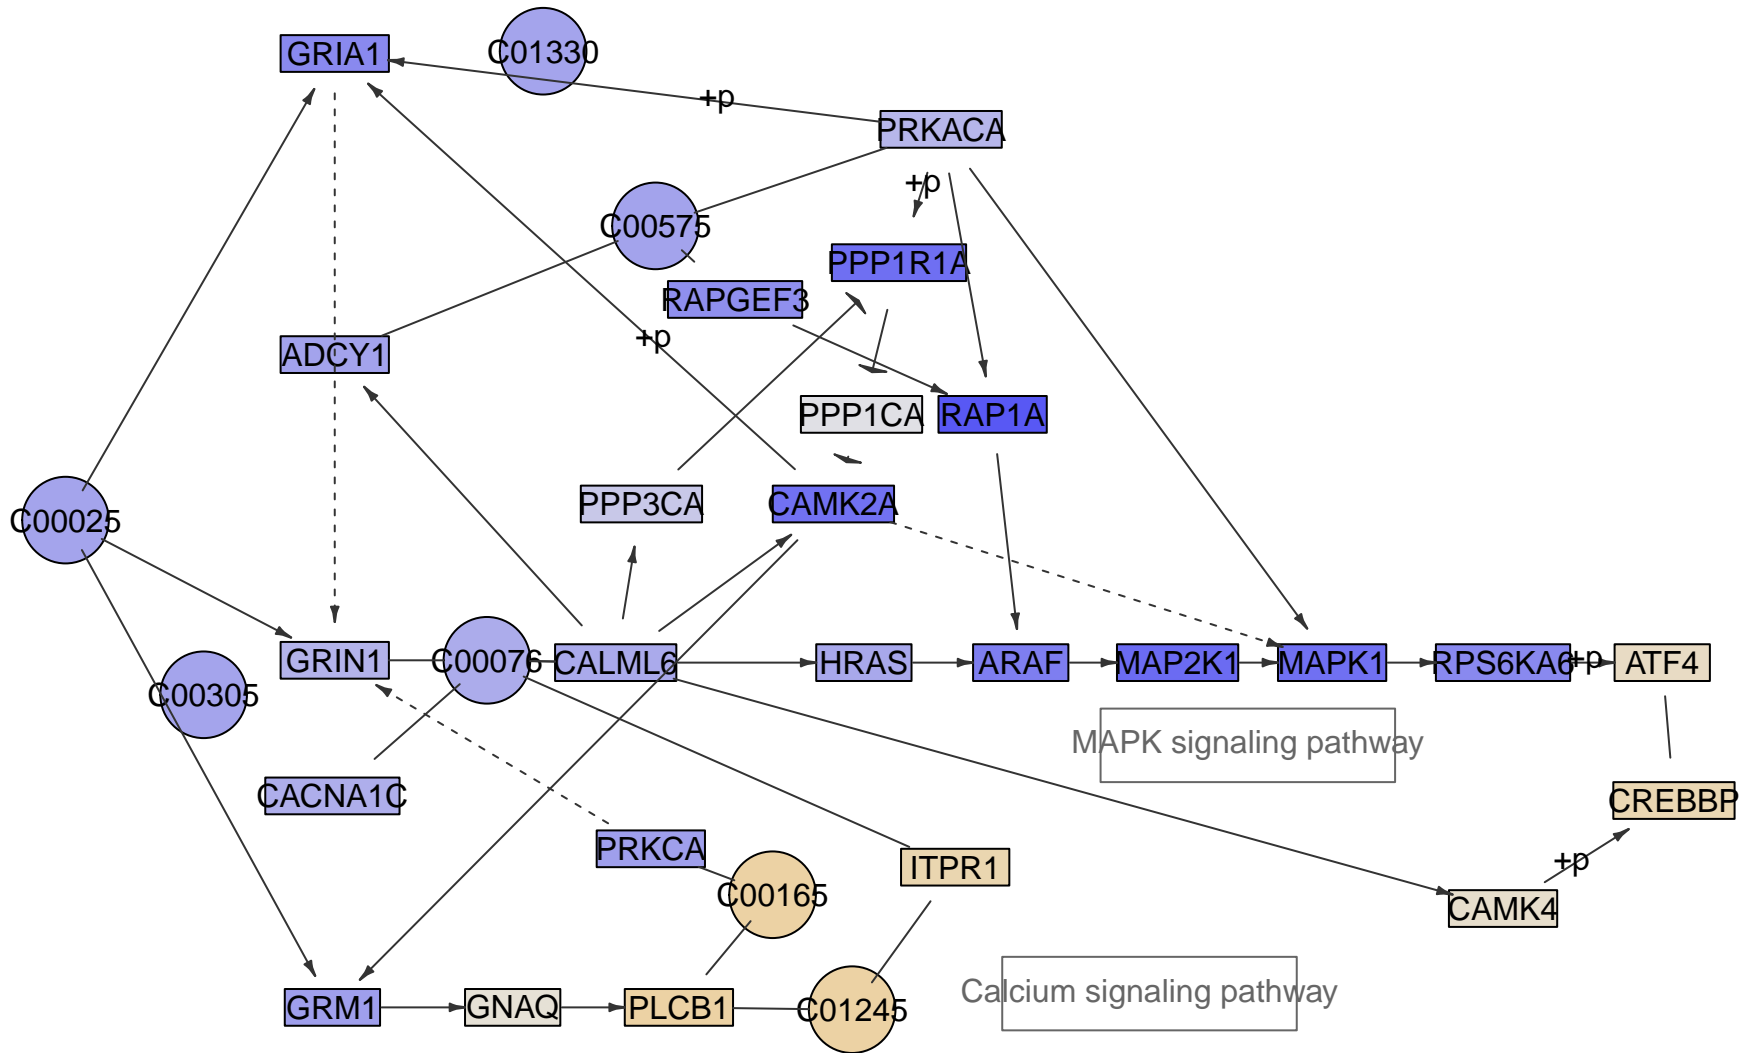 C01330
GRIA1
+p
PRKACA
+p
C00575
PPP1R1A
RAPGEF3
+p
ADCY1
PPP1CA
RAP1A
PPP3CA
CAMK2A
C00025
GRIN1
C00076
CALML6
HRAS
ARAF
MAP2K1
MAPK1
RPS6KA6
+p
ATF4
C00305
MAPK signaling pathway
CACNA1C
CREBBP
PRKCA
+p
ITPR1
C00165
CAMK4
Calcium signaling pathway
GRM1
GNAQ
PLCB1
C01245